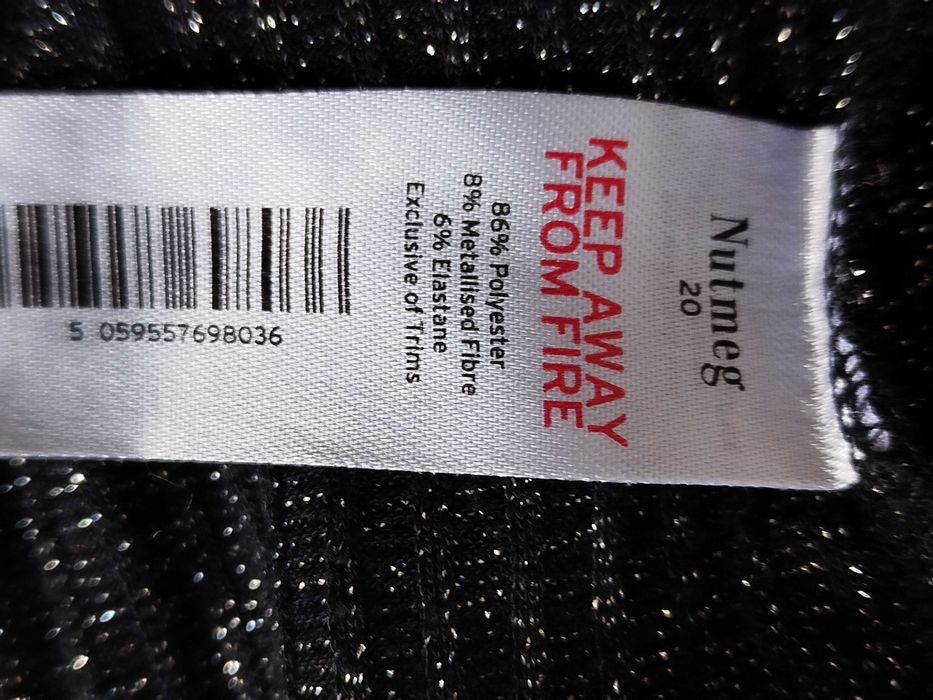 Nutmeg
20
KEEP AWAY
FROM FIRE
86% Polyester
8% Metallised Fibre
6% Elastane
Exclusive of Trims
5 059557698036